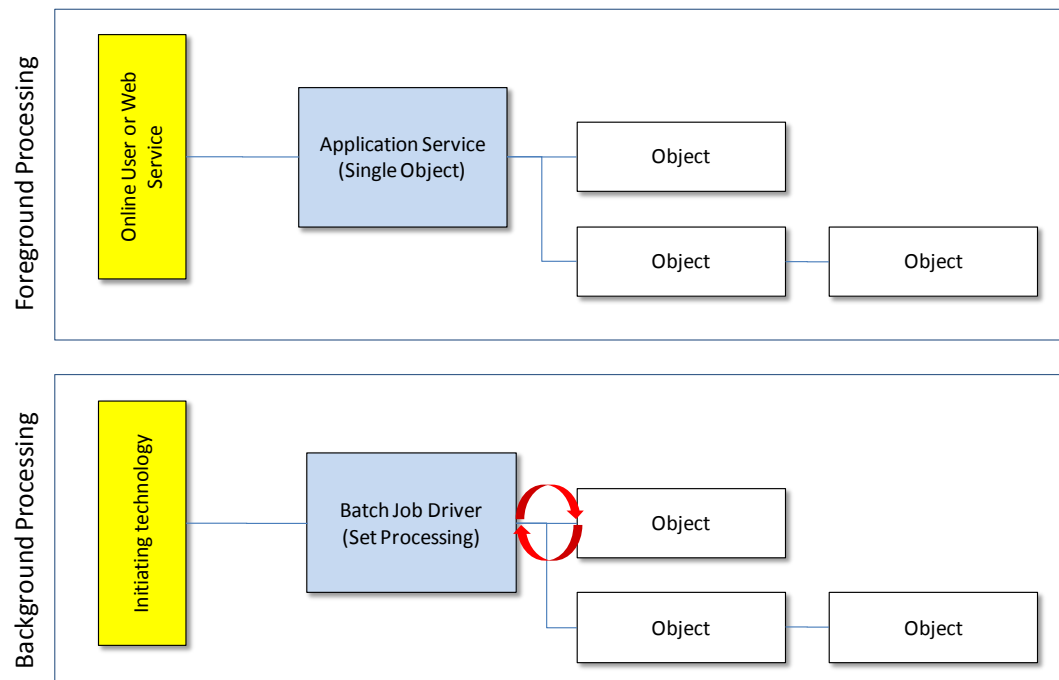 Foreground Processing
Online User or Web
Service
Application Service
(Single Object)
Object
Object
Object
Background Processing
Initiating technology
Batch Job Driver
(Set Processing)
Object
Object
Object